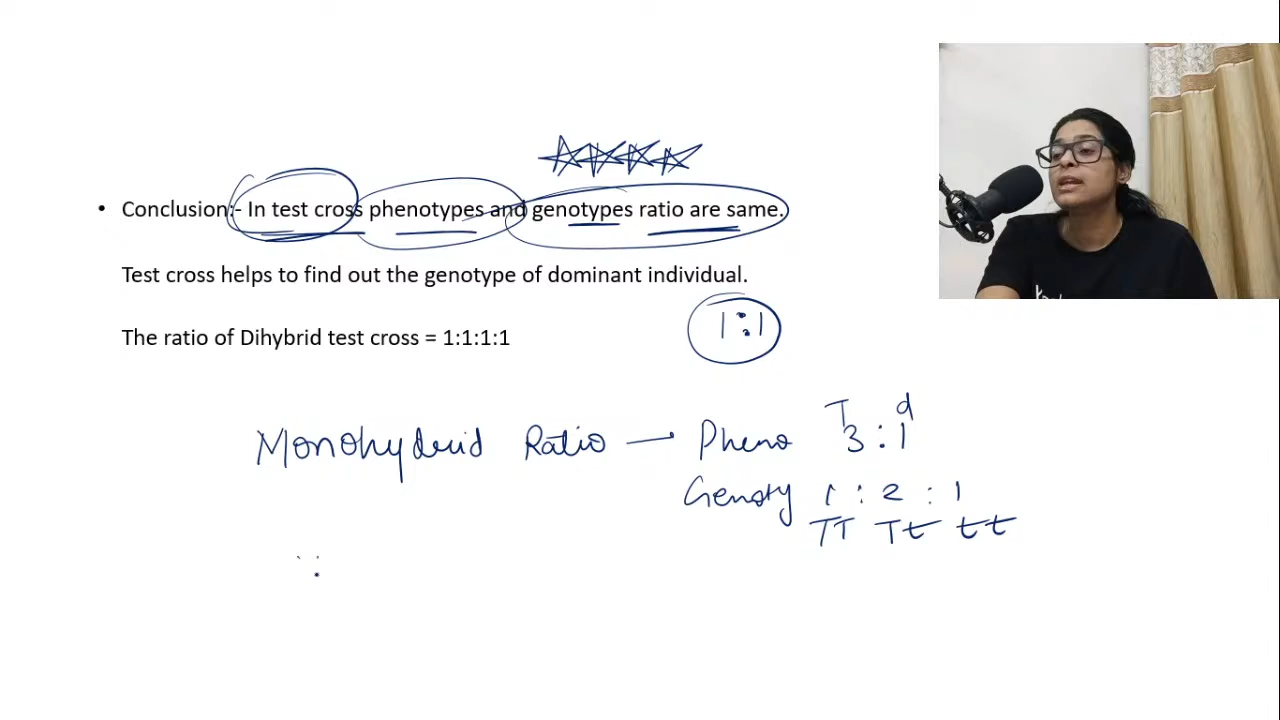 • Conclusion:- In test cross phenotypes and genotypes ratio are same.
Test cross helps to find out the genotype of dominant individual.
1:1
The ratio of Dihybrid test cross = 1:1:1:1
T d
Monohybrid Ratio → Pheno 3:1
Genoty 1:2:1
TT Tt tt